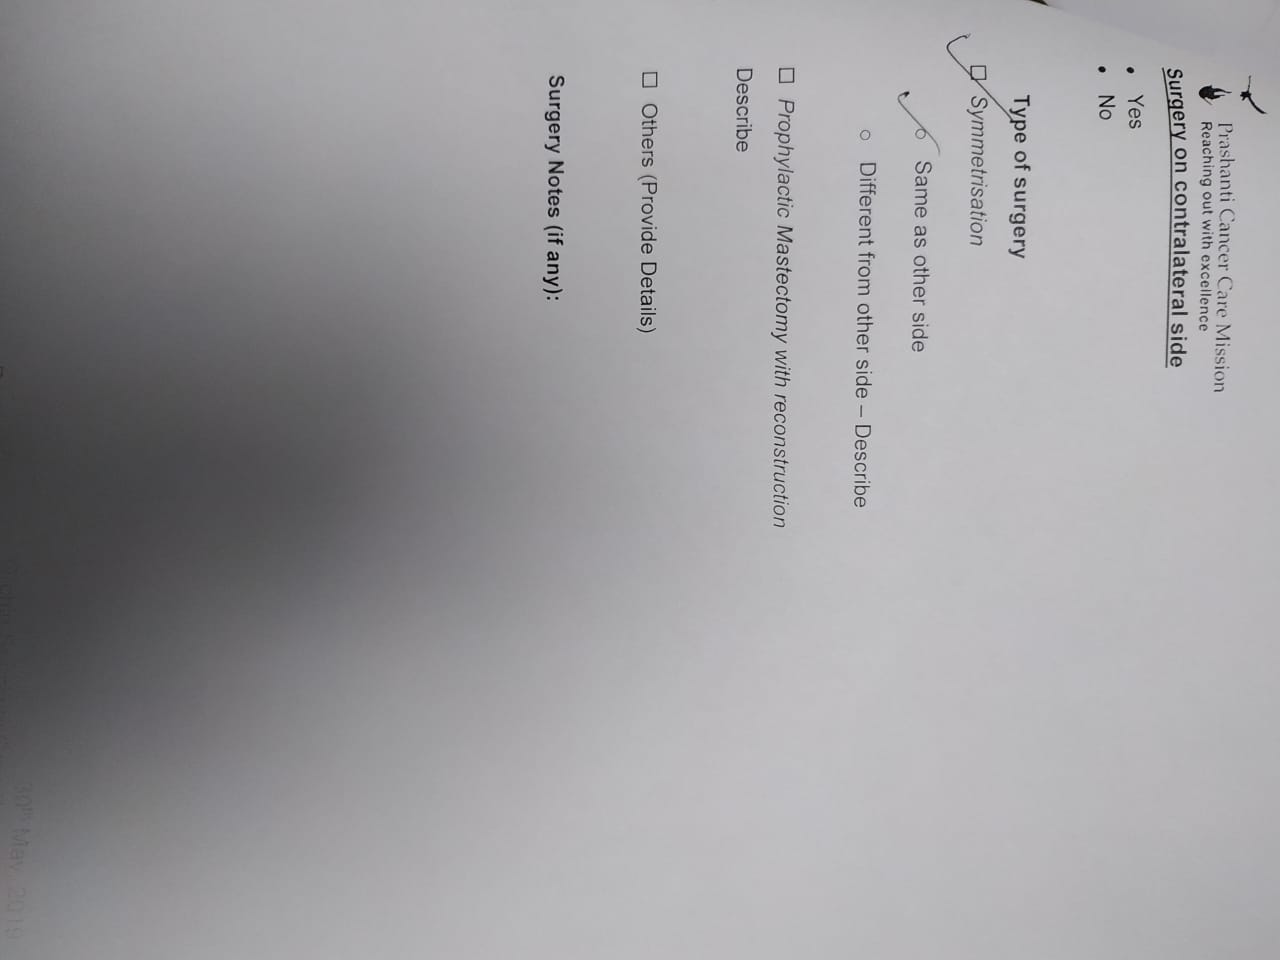 Prashanti Cancer Care Mission
Reaching out with excellence
Surgery on contralateral side
• Yes
• No
Type of surgery
☐ Symmetrisation
○ Same as other side
○ Different from other side – Describe
☐ Prophylactic Mastectomy with reconstruction
Describe
☐ Others (Provide Details)
Surgery Notes (if any):
30th May, 2019